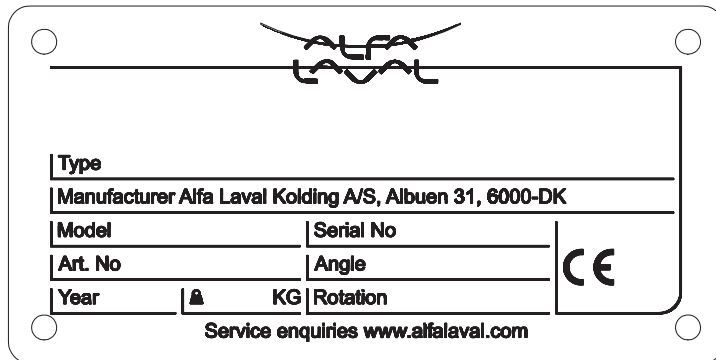 ALFA
LAVAL
Type
Manufacturer Alfa Laval Kolding A/S, Albuen 31, 6000-DK
Model Serial No
Art. No Angle
CE
Year KG Rotation
Service enquiries www.alfalaval.com